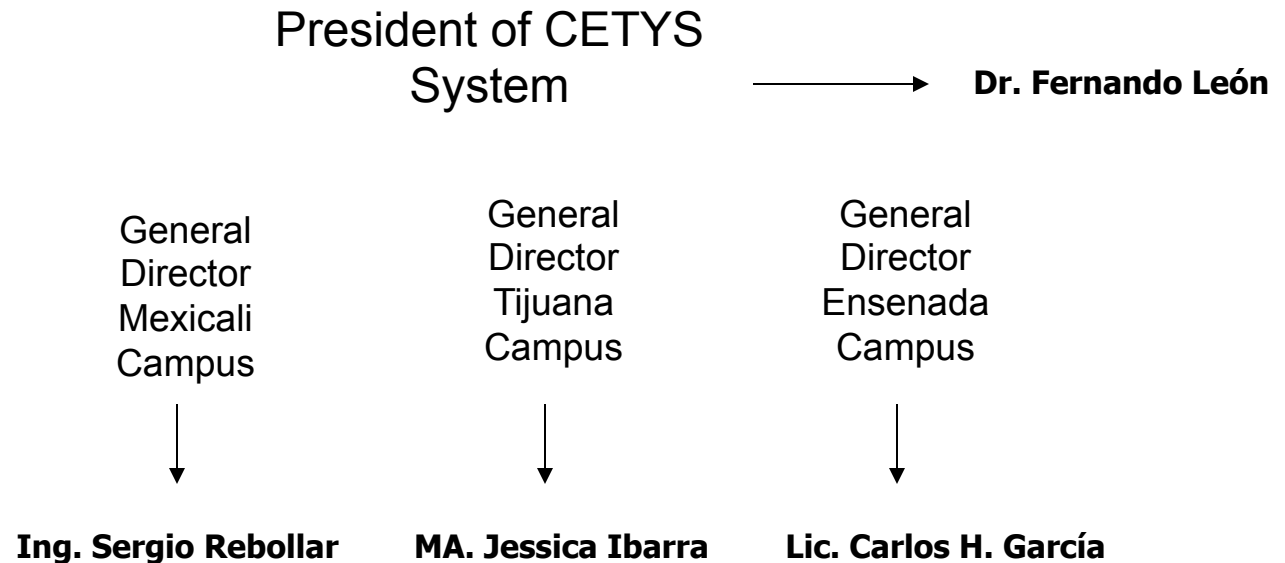 President of CETYS
System
Dr. Fernando León
General
Director
Mexicali
Campus
General
Director
Tijuana
Campus
General
Director
Ensenada
Campus
Ing. Sergio Rebollar
MA. Jessica Ibarra
Lic. Carlos H. García